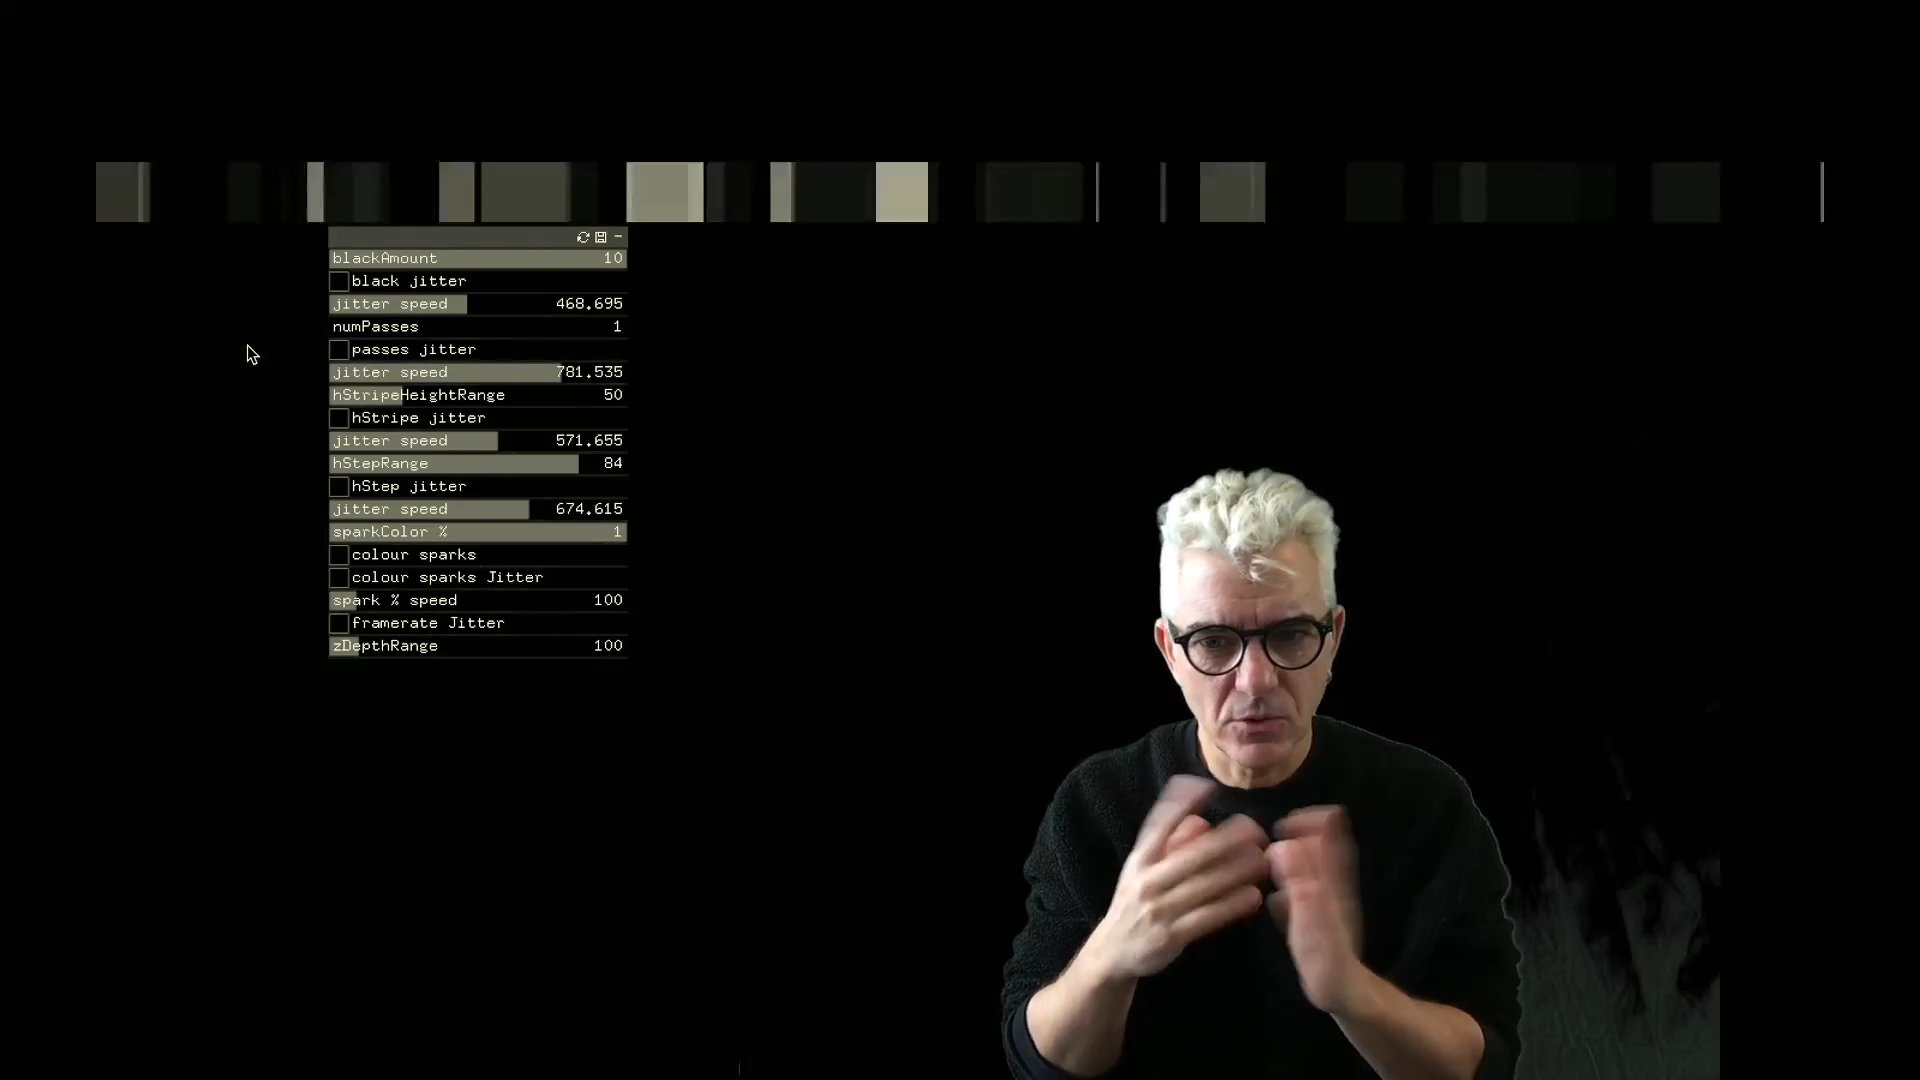 blackAmount 10
black jitter
jitter speed 468.695
numPasses 1
passes jitter
jitter speed 781.535
hStripeHeightRange 50
hStripe jitter
jitter speed 571.655
hStepRange 84
hStep jitter
jitter speed 674.615
sparkColor % 1
colour sparks
colour sparks Jitter
spark % speed 100
framerate Jitter
zDepthRange 100